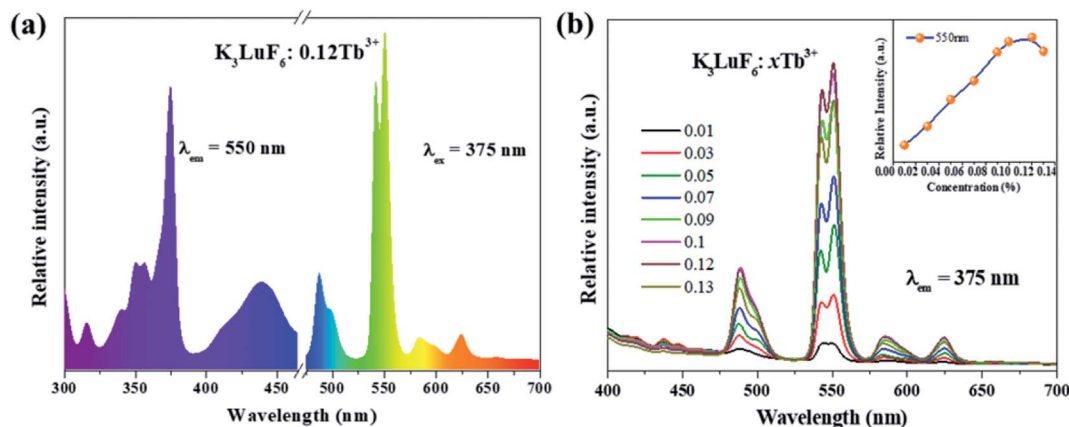 (a)
K₃LuF₆: 0.12Tb³⁺
λem = 550 nm
λex = 375 nm
Relative intensity (a.u.)
300 350 400 450 500 550 600 650 700
Wavelength (nm)
(b)
K₃LuF₆: xTb³⁺
0.01
0.03
0.05
0.07
0.09
0.1
0.12
0.13
λem = 375 nm
Relative intensity (a.u.)
400 450 500 550 600 650 700
Wavelength (nm)
550nm
Relative Intensity (a.u.)
0.00 0.02 0.04 0.06 0.08 0.10 0.12 0.14
Concentration (%)